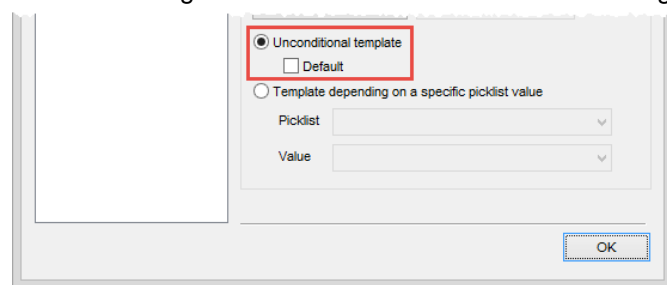 Unconditional template
Default
Template depending on a specific picklist value
Picklist
Value
OK